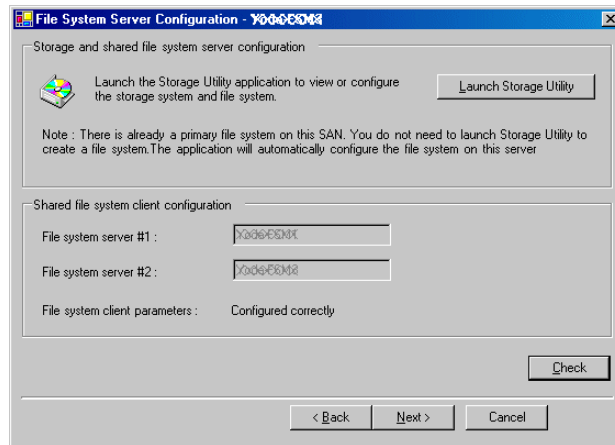 File System Server Configuration -
Storage and shared file system server configuration
Launch the Storage Utility application to view or configure
the storage system and file system.
Launch Storage Utility
Note : There is already a primary file system on this SAN. You do not need to launch Storage Utility to
create a file system.The application will automatically configure the file system on this server
Shared file system client configuration
File system server #1 :
File system server #2 :
File system client parameters : Configured correctly
Check
< Back
Next >
Cancel